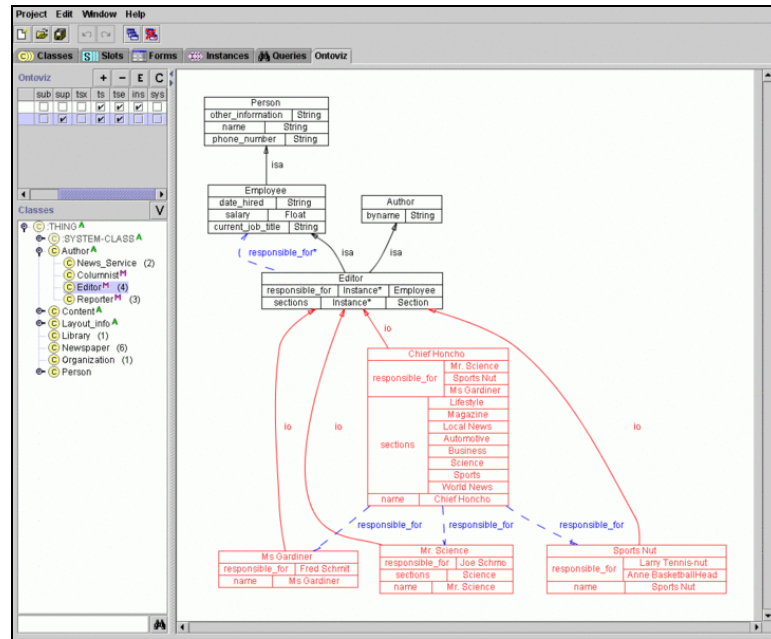 Project Edit Window Help
Classes Slots Forms Instances Queries Ontoviz
Ontoviz + − E C
sub sup tsx ts tse ins sys
Classes V
:THING A
:SYSTEM-CLASS A
Author A
News_Service (2)
Columnist M
Editor M (4)
Reporter M (3)
Content A
Layout_info A
Library (1)
Newspaper (6)
Organization (1)
Person
Person
other_information String
name String
phone_number String
isa
Employee
date_hired String
salary Float
current_job_title String
Author
byname String
( responsible_for*
isa
isa
Editor
responsible_for Instance* Employee
sections Instance* Section
io
Chief Honcho
responsible_for
Mr. Science
Sports Nut
Ms Gardiner
sections
Lifestyle
Magazine
Local News
Automotive
Business
Science
Sports
World News
name Chief Honcho
io
io
io
responsible_for
responsible_for
responsible_for
Ms Gardiner
responsible_for Fred Schmit
name Ms Gardiner
Mr. Science
responsible_for Joe Schmo
sections Science
name Mr. Science
Sports Nut
responsible_for
Larry Tennis-nut
Anne BasketballHead
name Sports Nut